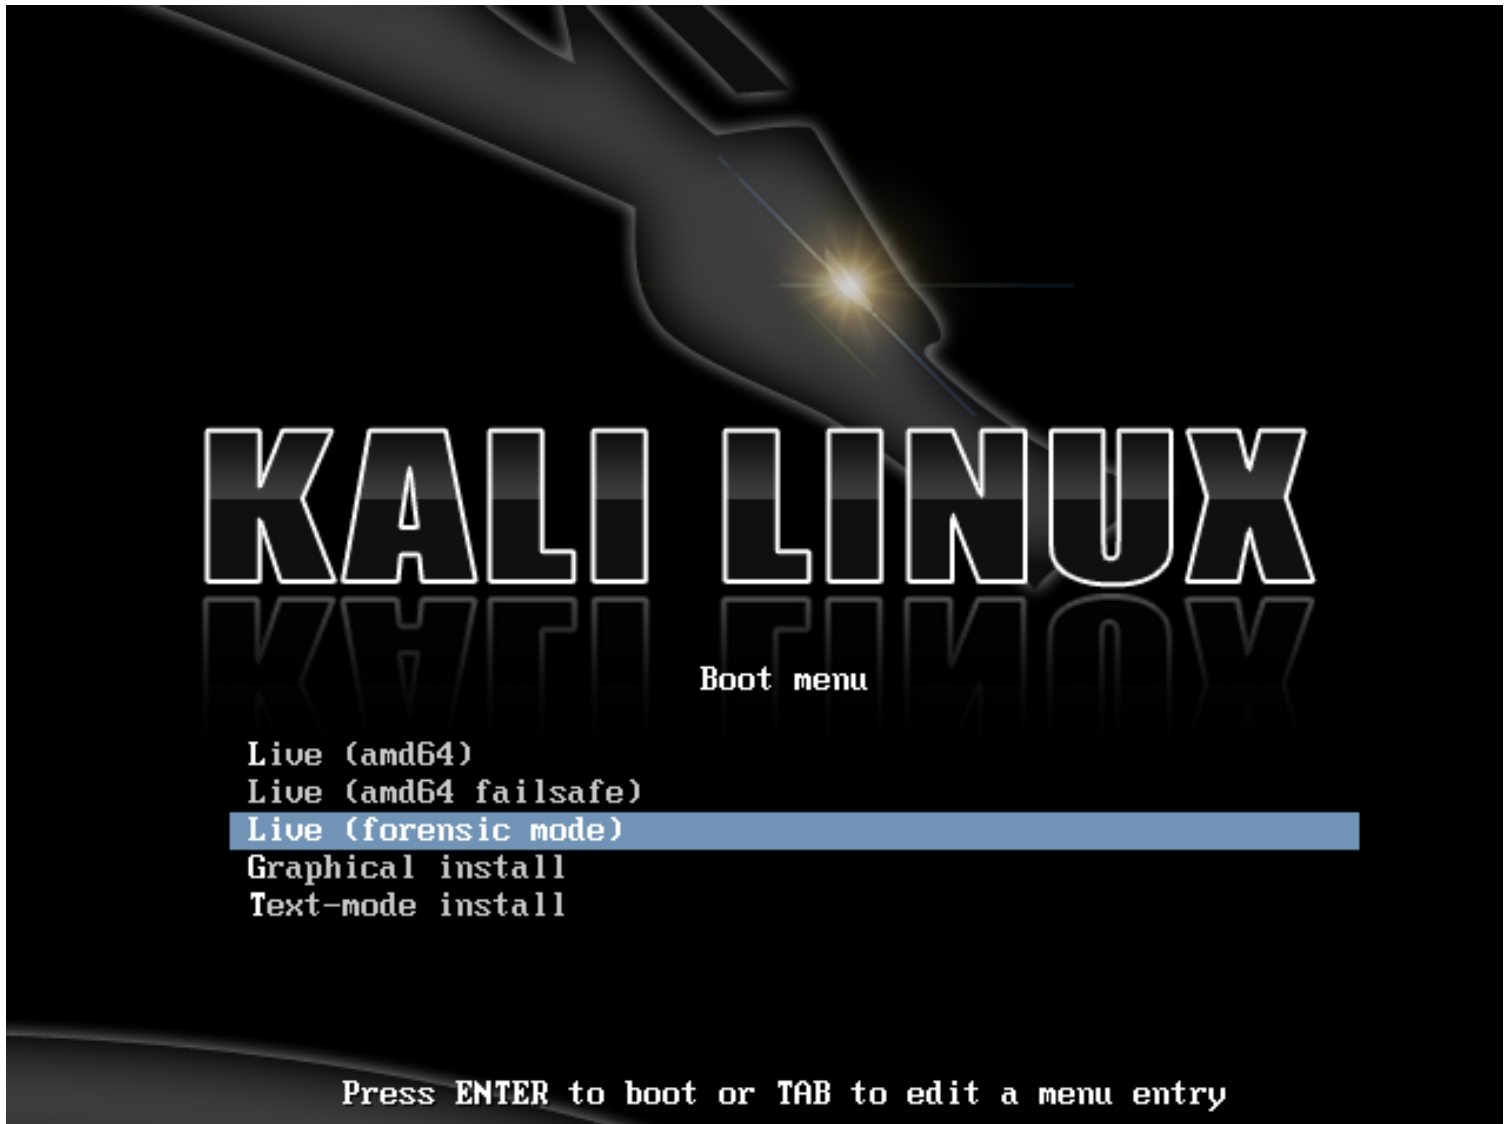 KALI LINUX
Boot menu
Live (amd64)
Live (amd64 failsafe)
Live (forensic mode)
Graphical install
Text-mode install
Press ENTER to boot or TAB to edit a menu entry